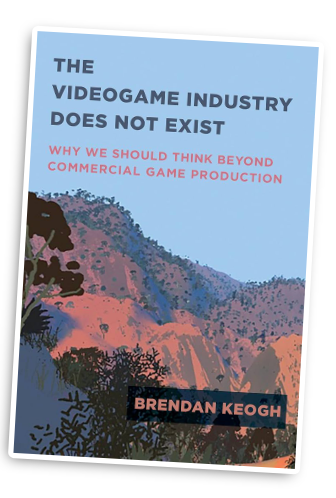 THE
VIDEOGAME INDUSTRY
DOES NOT EXIST
WHY WE SHOULD THINK BEYOND
COMMERCIAL GAME PRODUCTION
BRENDAN KEOGH